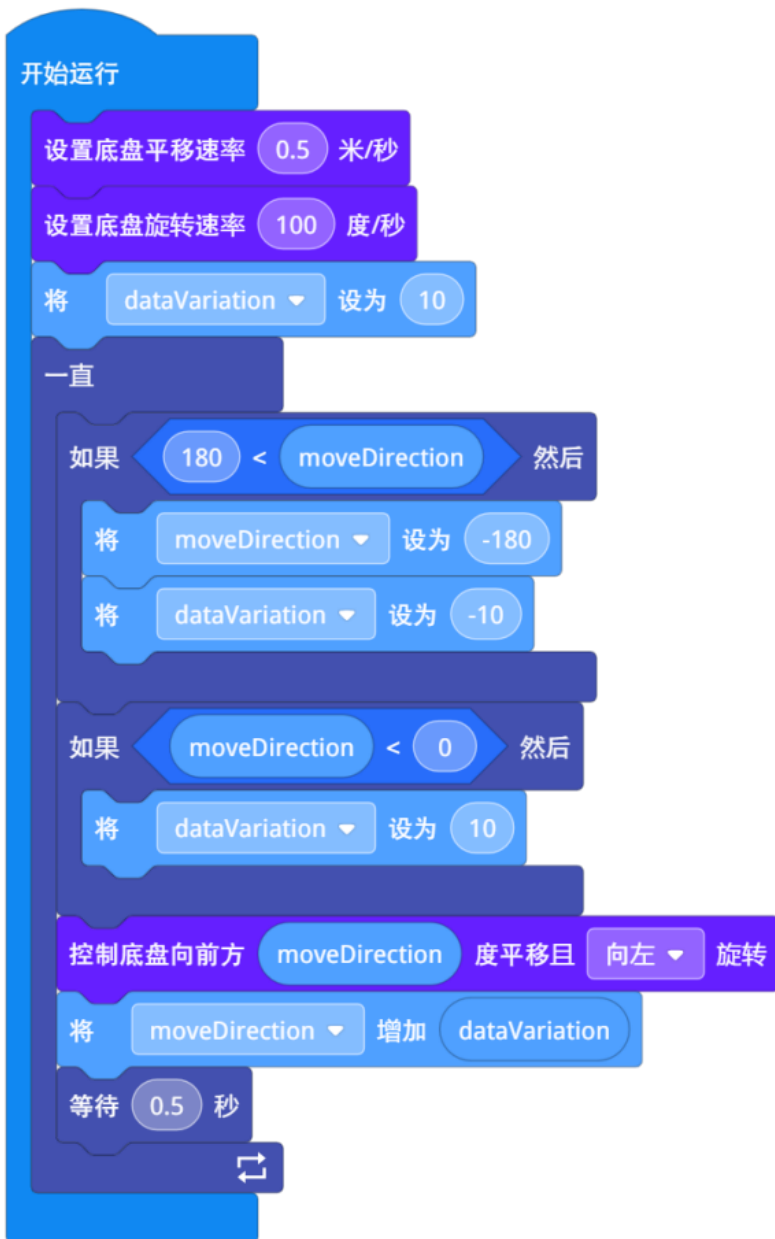 开始运行
设置底盘平移速率 0.5 米/秒
设置底盘旋转速率 100 度/秒
将 dataVariation 设为 10
一直
如果 180 < moveDirection 然后
将 moveDirection 设为 -180
将 dataVariation 设为 -10
如果 moveDirection < 0 然后
将 dataVariation 设为 10
控制底盘向前方 moveDirection 度平移且 向左 旋转
将 moveDirection 增加 dataVariation
等待 0.5 秒